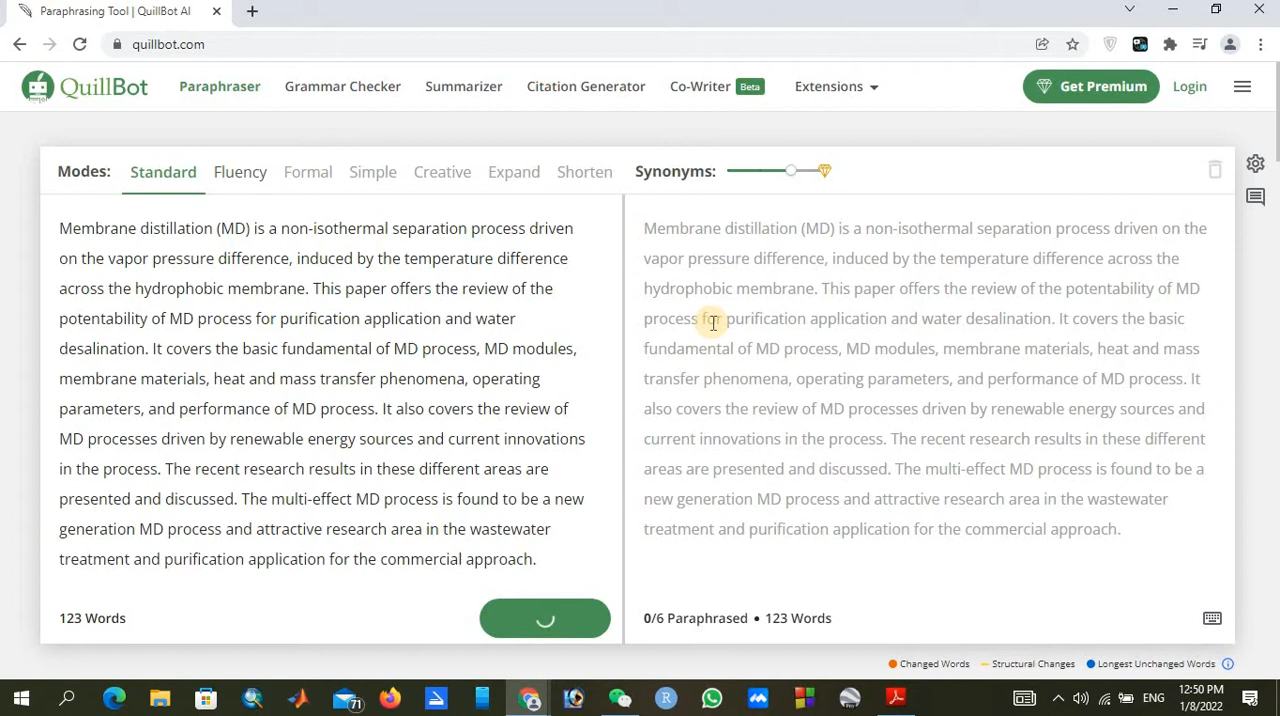 Paraphrasing Tool | QuillBot AI
quillbot.com
QuillBot
Paraphraser
Grammar Checker
Summarizer
Citation Generator
Co-Writer Beta
Extensions
Get Premium
Login
Modes: Standard Fluency Formal Simple Creative Expand Shorten
Synonyms:
Membrane distillation (MD) is a non-isothermal separation process driven
on the vapor pressure difference, induced by the temperature difference
across the hydrophobic membrane. This paper offers the review of the
potentability of MD process for purification application and water
desalination. It covers the basic fundamental of MD process, MD modules,
membrane materials, heat and mass transfer phenomena, operating
parameters, and performance of MD process. It also covers the review of
MD processes driven by renewable energy sources and current innovations
in the process. The recent research results in these different areas are
presented and discussed. The multi-effect MD process is found to be a new
generation MD process and attractive research area in the wastewater
treatment and purification application for the commercial approach.
123 Words
Membrane distillation (MD) is a non-isothermal separation process driven on the
vapor pressure difference, induced by the temperature difference across the
hydrophobic membrane. This paper offers the review of the potentability of MD
process for purification application and water desalination. It covers the basic
fundamental of MD process, MD modules, membrane materials, heat and mass
transfer phenomena, operating parameters, and performance of MD process. It
also covers the review of MD processes driven by renewable energy sources and
current innovations in the process. The recent research results in these different
areas are presented and discussed. The multi-effect MD process is found to be a
new generation MD process and attractive research area in the wastewater
treatment and purification application for the commercial approach.
0/6 Paraphrased • 123 Words
Changed Words
Structural Changes
Longest Unchanged Words
71
R
ENG
12:50 PM
1/8/2022